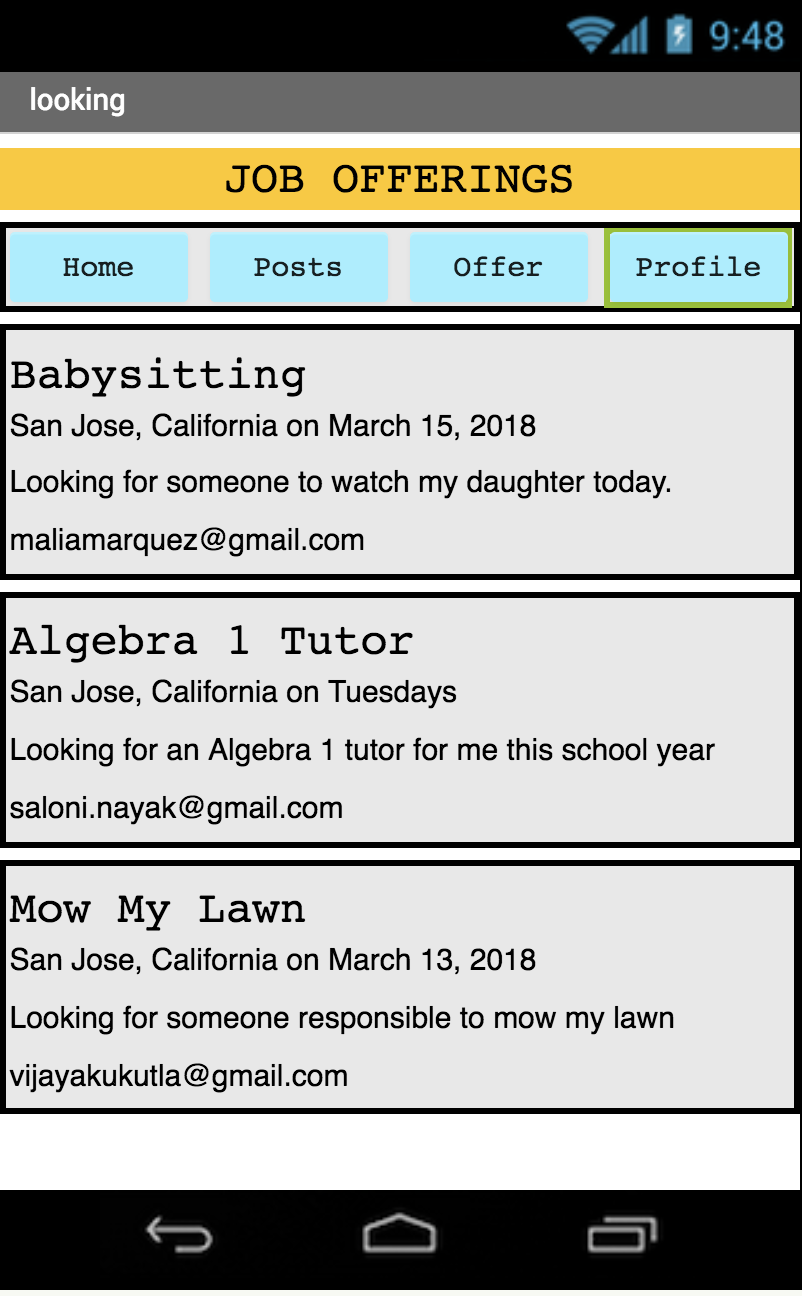 9:48
looking
JOB OFFERINGS
Home Posts Offer Profile
Babysitting
San Jose, California on March 15, 2018
Looking for someone to watch my daughter today.
maliamarquez@gmail.com
Algebra 1 Tutor
San Jose, California on Tuesdays
Looking for an Algebra 1 tutor for me this school year
saloni.nayak@gmail.com
Mow My Lawn
San Jose, California on March 13, 2018
Looking for someone responsible to mow my lawn
vijayakukutla@gmail.com